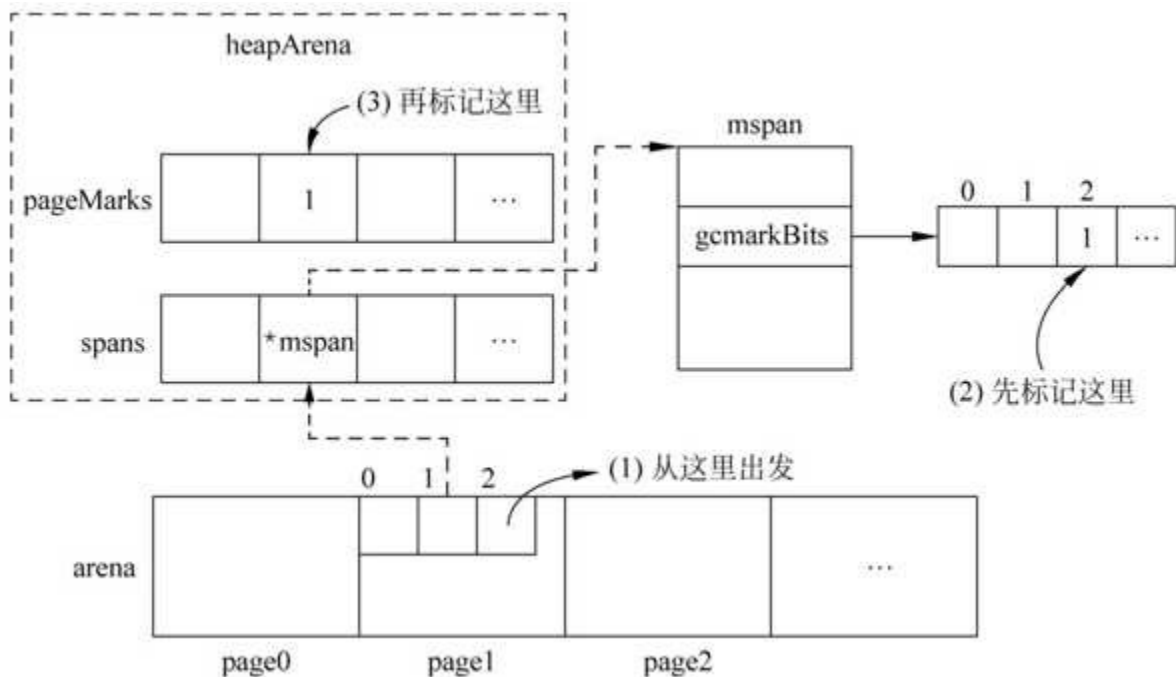 heapArena
(3) 再标记这里
mspan
pageMarks
1
…
0 1 2
gcmarkBits
1
…
spans
*mspan
…
(2) 先标记这里
0 1 2
(1) 从这里出发
arena
…
page0 page1 page2